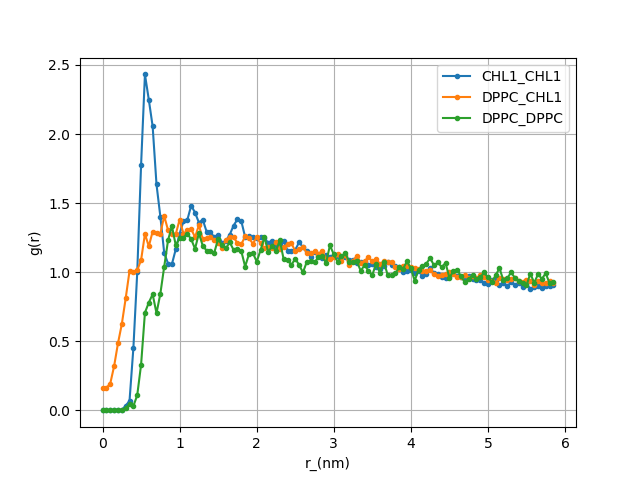 2.5
2.0
1.5
1.0
0.5
0.0
g(r)
0 1 2 3 4 5 6
r_(nm)
CHL1_CHL1
DPPC_CHL1
DPPC_DPPC